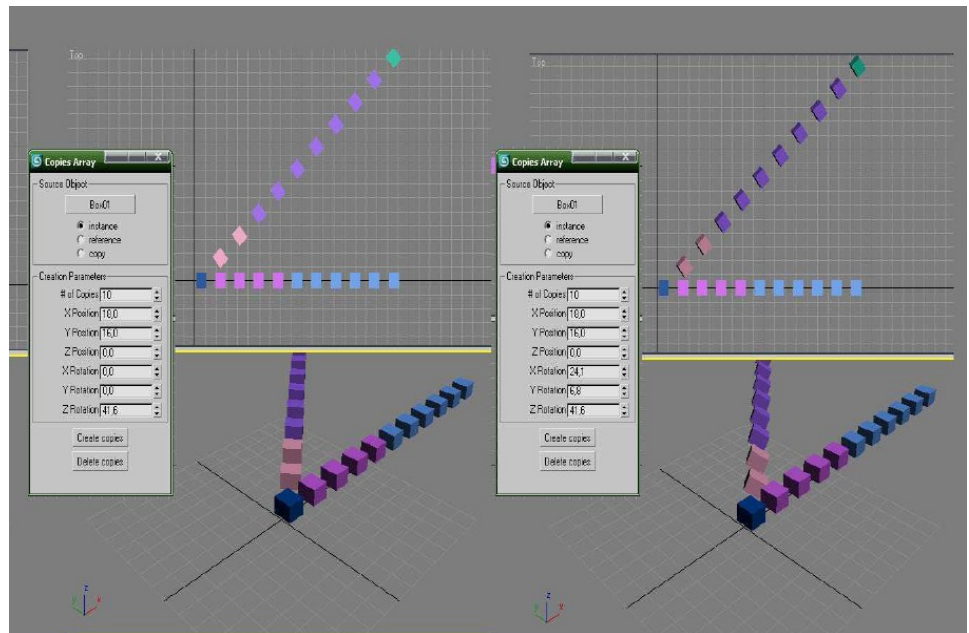 Top
Copies Array
X
Source Object
Box01
instance
reference
copy
Creation Parameters
# of Copies 10
X Position 18,0
Y Position 16,0
Z Position 0,0
X Rotation 0,0
Y Rotation 0,0
Z Rotation 41,6
Create copies
Delete copies
z
y
x
Top
Copies Array
X
Source Object
Box01
instance
reference
copy
Creation Parameters
# of Copies 10
X Position 18,0
Y Position 16,0
Z Position 0,0
X Rotation 24,1
Y Rotation 6,8
Z Rotation 41,6
Create copies
Delete copies
z
y
x